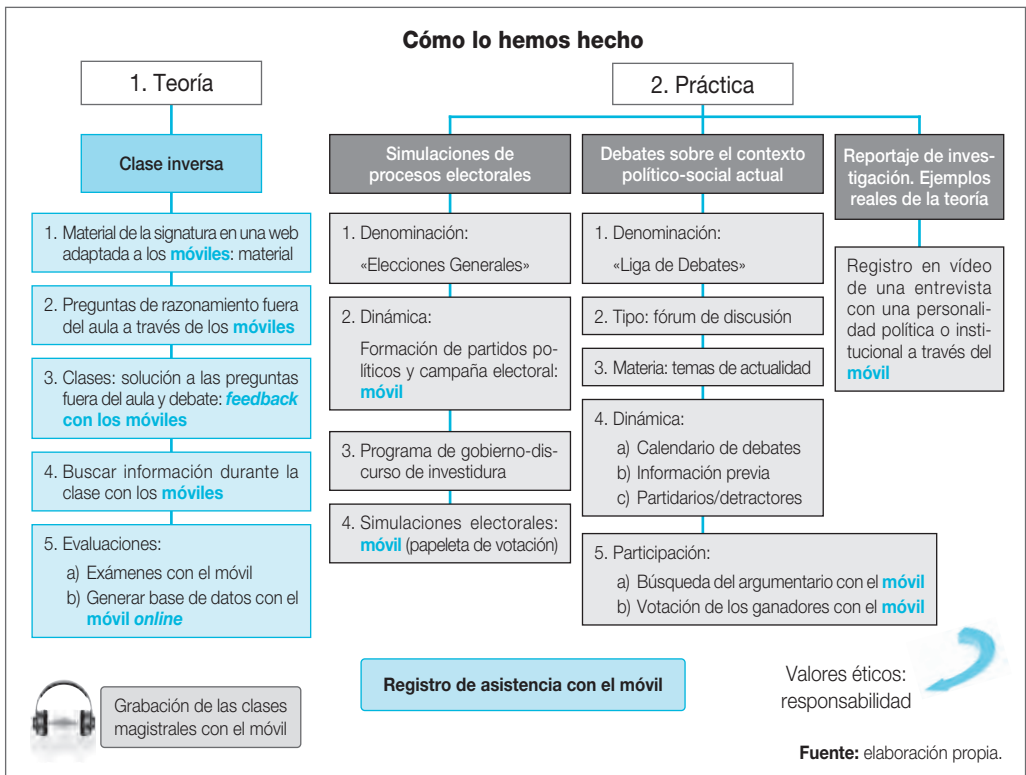 Cómo lo hemos hecho
1. Teoría
Clase inversa
1. Material de la signatura en una web
adaptada a los móviles: material
2. Preguntas de razonamiento fuera
del aula a través de los móviles
3. Clases: solución a las preguntas
fuera del aula y debate: feedback
con los móviles
4. Buscar información durante la
clase con los móviles
5. Evaluaciones:
a) Exámenes con el móvil
b) Generar base de datos con el
móvil online
2. Práctica
Simulaciones de
procesos electorales
1. Denominación:
«Elecciones Generales»
2. Dinámica:
Formación de partidos po-
líticos y campaña electoral:
móvil
3. Programa de gobierno-dis-
curso de investidura
4. Simulaciones electorales:
móvil (papeleta de votación)
Debates sobre el contexto
político-social actual
1. Denominación:
«Liga de Debates»
2. Tipo: fórum de discusión
3. Materia: temas de actualidad
4. Dinámica:
a) Calendario de debates
b) Información previa
c) Partidarios/detractores
5. Participación:
a) Búsqueda del argumentario con el móvil
b) Votación de los ganadores con el móvil
Reportaje de inves-
tigación. Ejemplos
reales de la teoría
Registro en vídeo
de una entrevista
con una personali-
dad política o insti-
tucional a través del
móvil
Grabación de las clases
magistrales con el móvil
Registro de asistencia con el móvil
Valores éticos:
responsabilidad
Fuente: elaboración propia.